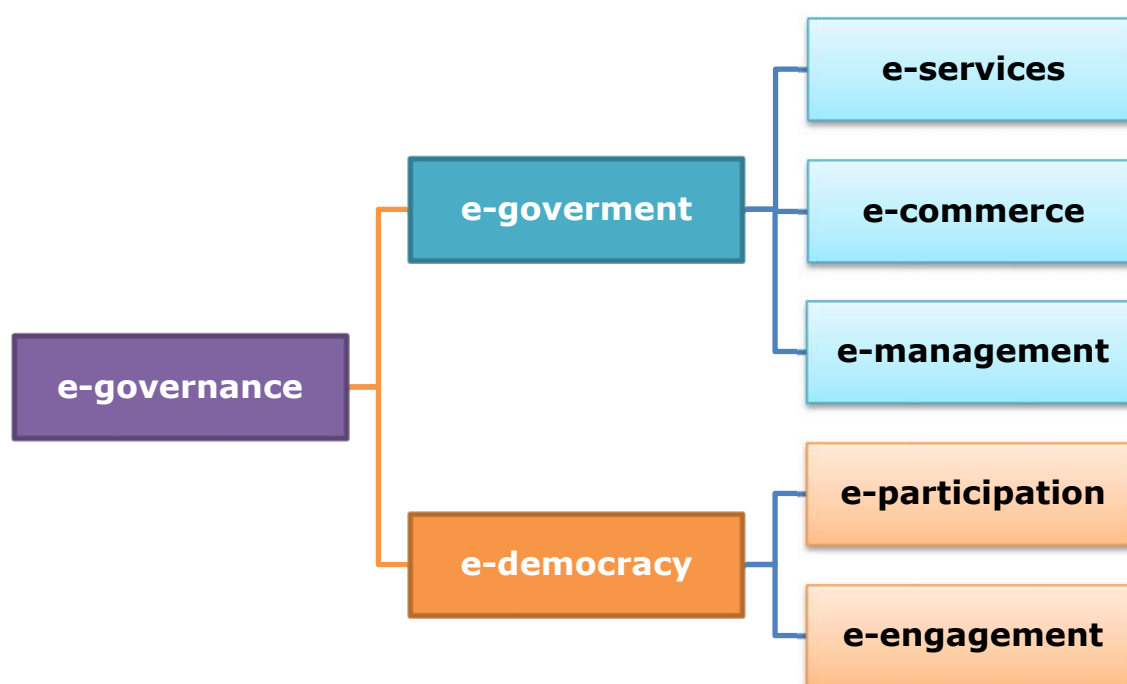 e-services
e-goverment
e-commerce
e-management
e-governance
e-participation
e-democracy
e-engagement